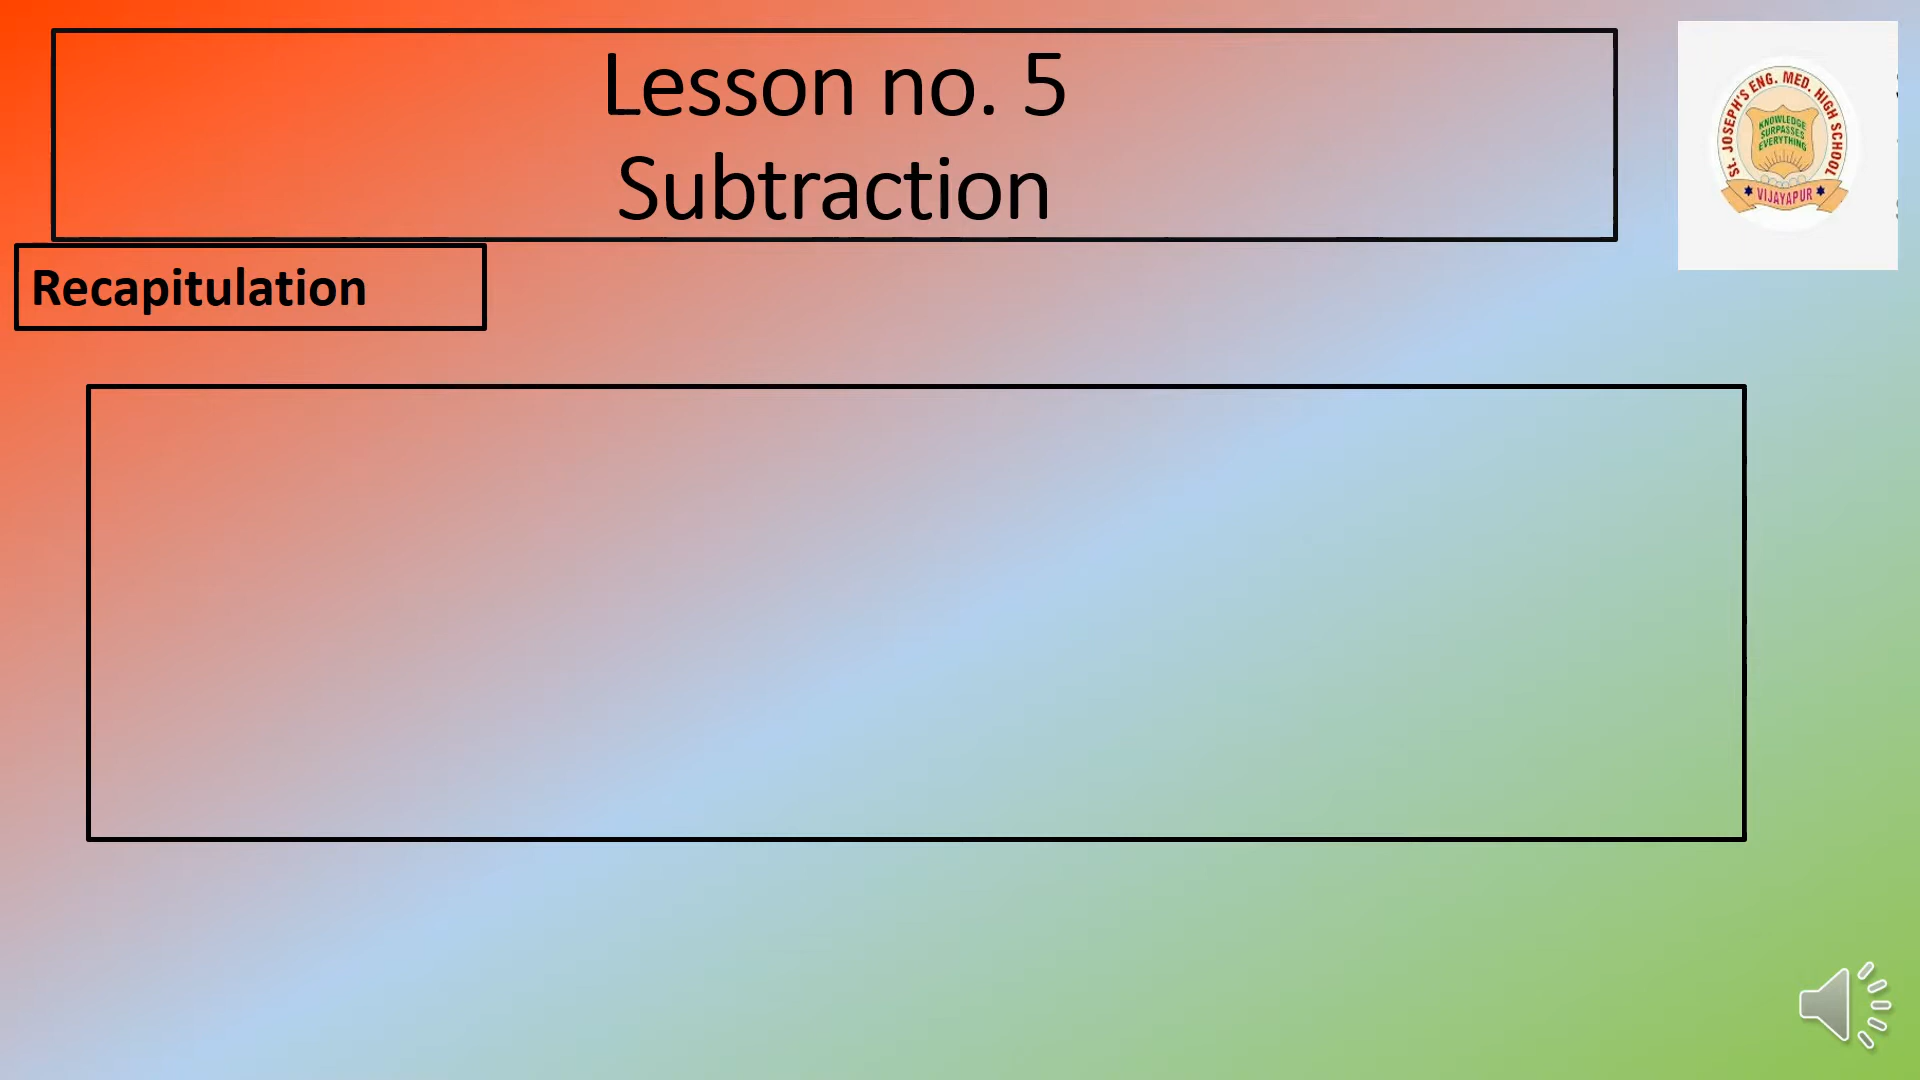 Lesson no. 5
Subtraction
St. JOSEPH'S ENG. MED. HIGH SCHOOL
KNOWLEDGE
SURPASSES
EVERYTHING
VIJAYAPUR
Recapitulation